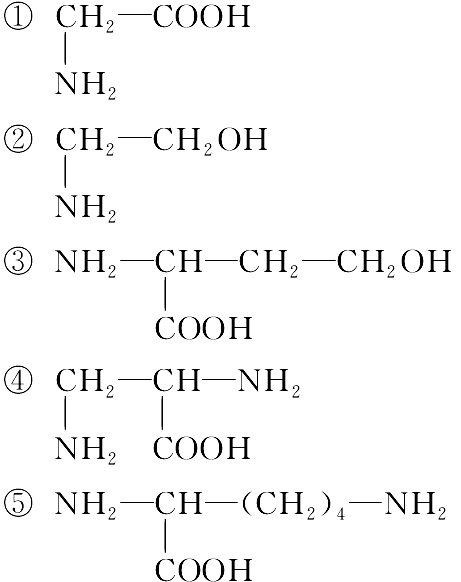 ① CH₂—COOH
NH₂
② CH₂—CH₂OH
NH₂
③ NH₂—CH—CH₂—CH₂OH
COOH
④ CH₂—CH—NH₂
NH₂ COOH
⑤ NH₂—CH—(CH₂)₄—NH₂
COOH